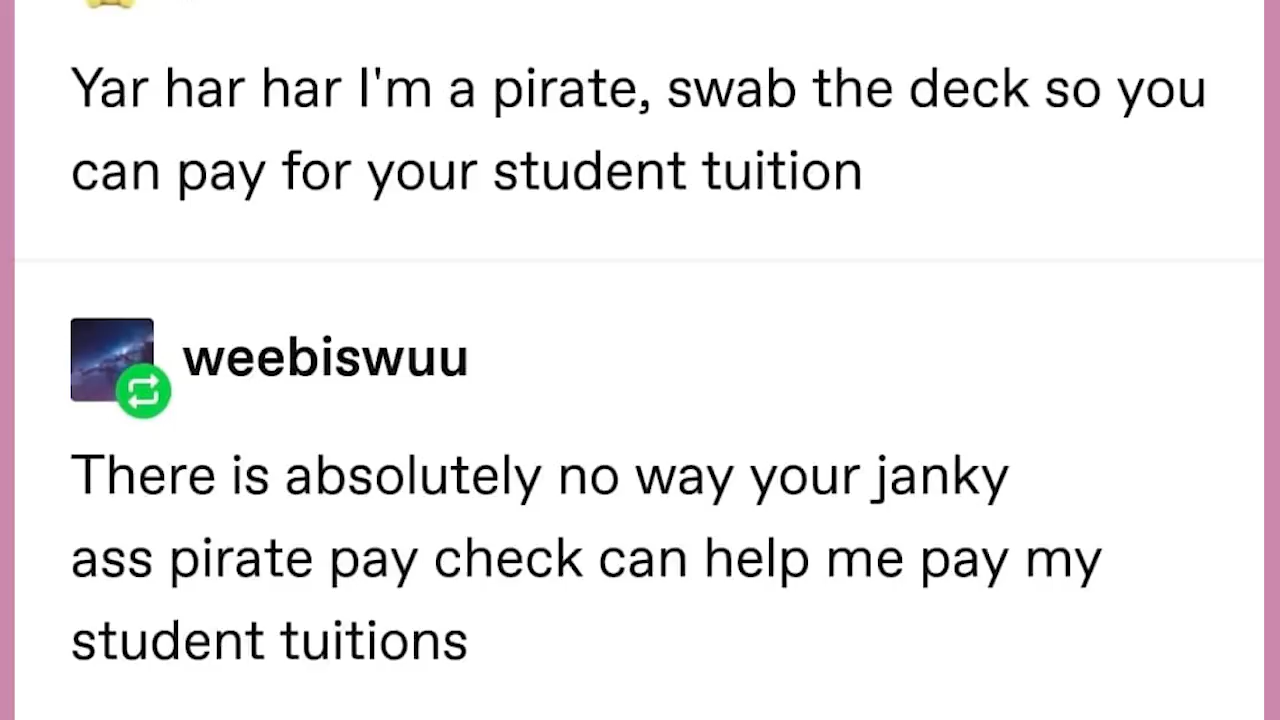 Yar har har I'm a pirate, swab the deck so you
can pay for your student tuition
weebiswuu
There is absolutely no way your janky
ass pirate pay check can help me pay my
student tuitions